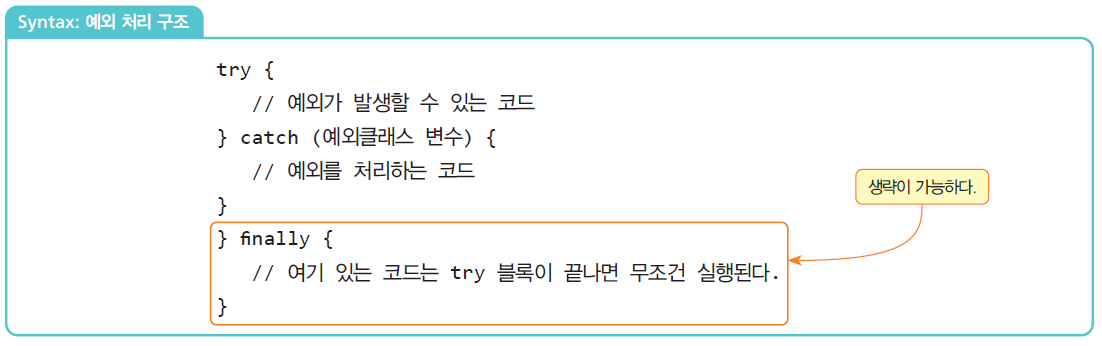 Syntax: 예외 처리 구조
try {
// 예외가 발생할 수 있는 코드
} catch (예외클래스 변수) {
// 예외를 처리하는 코드
}
생략이 가능하다.
} finally {
// 여기 있는 코드는 try 블록이 끝나면 무조건 실행된다.
}